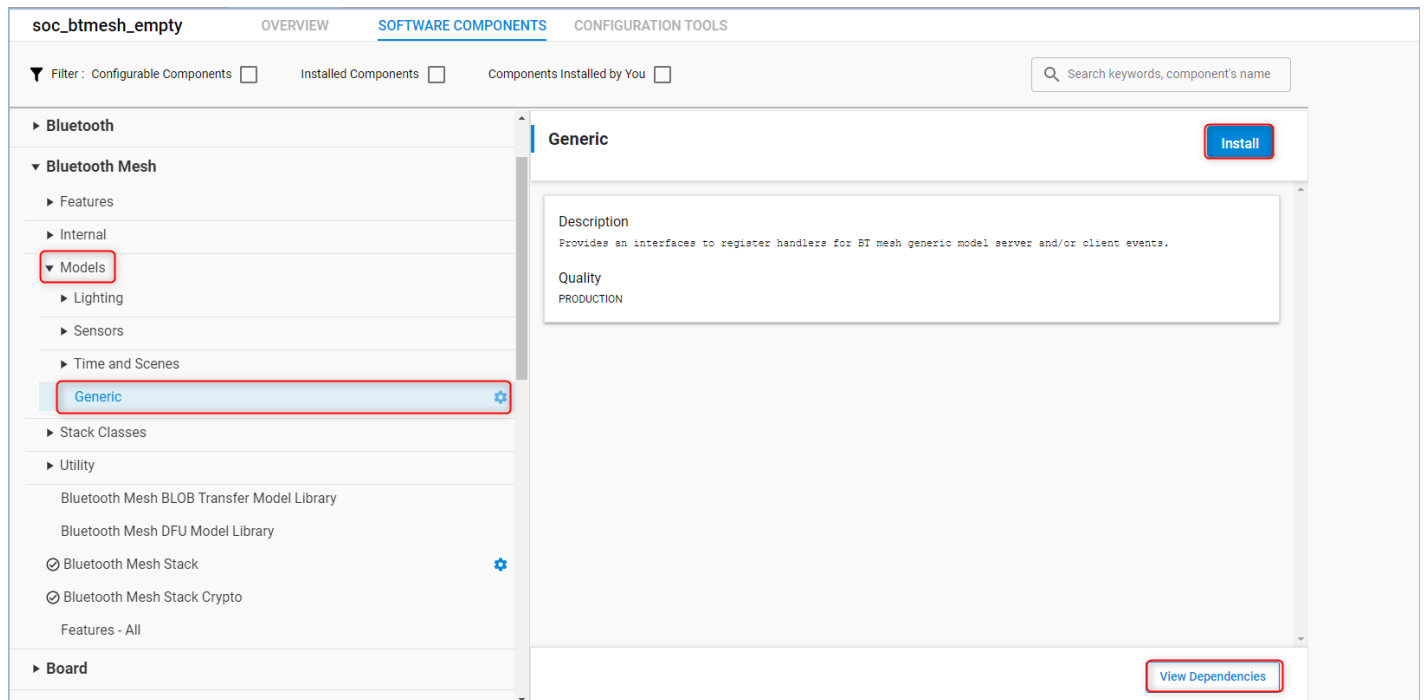 soc_btmesh_empty OVERVIEW SOFTWARE COMPONENTS CONFIGURATION TOOLS
Filter : Configurable Components Installed Components Components Installed by You Search keywords, component's name
Bluetooth
Bluetooth Mesh
Features
Internal
Models
Lighting
Sensors
Time and Scenes
Generic
Stack Classes
Utility
Bluetooth Mesh BLOB Transfer Model Library
Bluetooth Mesh DFU Model Library
Bluetooth Mesh Stack
Bluetooth Mesh Stack Crypto
Features - All
Board
Generic
Install
Description
Provides an interfaces to register handlers for BT mesh generic model server and/or client events.
Quality
PRODUCTION
View Dependencies